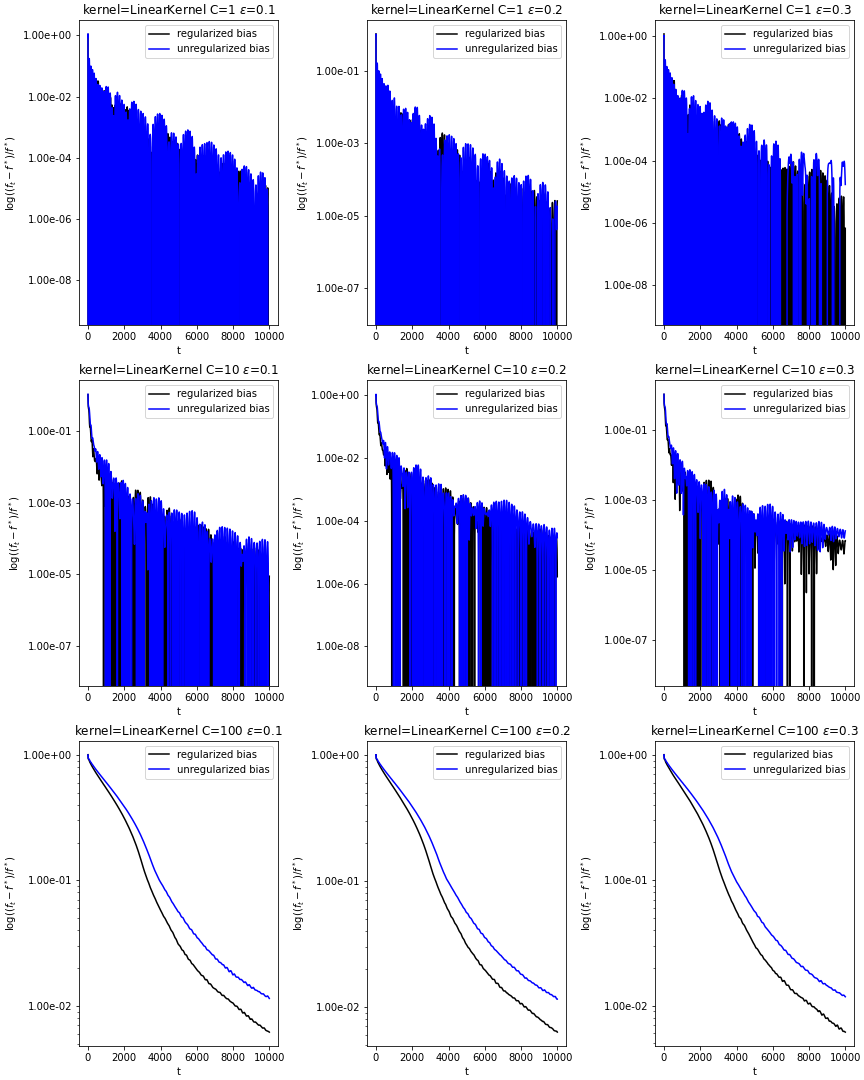 kernel=LinearKernel C=1 ε=0.1
regularized bias
unregularized bias
1.00e+00
1.00e-02
1.00e-04
1.00e-06
1.00e-08
log((f_t − f*)/f*)
0 2000 4000 6000 8000 10000
t
kernel=LinearKernel C=1 ε=0.2
regularized bias
unregularized bias
1.00e-01
1.00e-03
1.00e-05
1.00e-07
log((f_t − f*)/f*)
0 2000 4000 6000 8000 10000
t
kernel=LinearKernel C=1 ε=0.3
regularized bias
unregularized bias
1.00e+00
1.00e-02
1.00e-04
1.00e-06
1.00e-08
log((f_t − f*)/f*)
0 2000 4000 6000 8000 10000
t
kernel=LinearKernel C=10 ε=0.1
regularized bias
unregularized bias
1.00e-01
1.00e-03
1.00e-05
1.00e-07
log((f_t − f*)/f*)
0 2000 4000 6000 8000 10000
t
kernel=LinearKernel C=10 ε=0.2
regularized bias
unregularized bias
1.00e+00
1.00e-02
1.00e-04
1.00e-06
1.00e-08
log((f_t − f*)/f*)
0 2000 4000 6000 8000 10000
t
kernel=LinearKernel C=10 ε=0.3
regularized bias
unregularized bias
1.00e-01
1.00e-03
1.00e-05
1.00e-07
log((f_t − f*)/f*)
0 2000 4000 6000 8000 10000
t
kernel=LinearKernel C=100 ε=0.1
regularized bias
unregularized bias
1.00e+00
1.00e-01
1.00e-02
log((f_t − f*)/f*)
0 2000 4000 6000 8000 10000
t
kernel=LinearKernel C=100 ε=0.2
regularized bias
unregularized bias
1.00e+00
1.00e-01
1.00e-02
log((f_t − f*)/f*)
0 2000 4000 6000 8000 10000
t
kernel=LinearKernel C=100 ε=0.3
regularized bias
unregularized bias
1.00e+00
1.00e-01
1.00e-02
log((f_t − f*)/f*)
0 2000 4000 6000 8000 10000
t